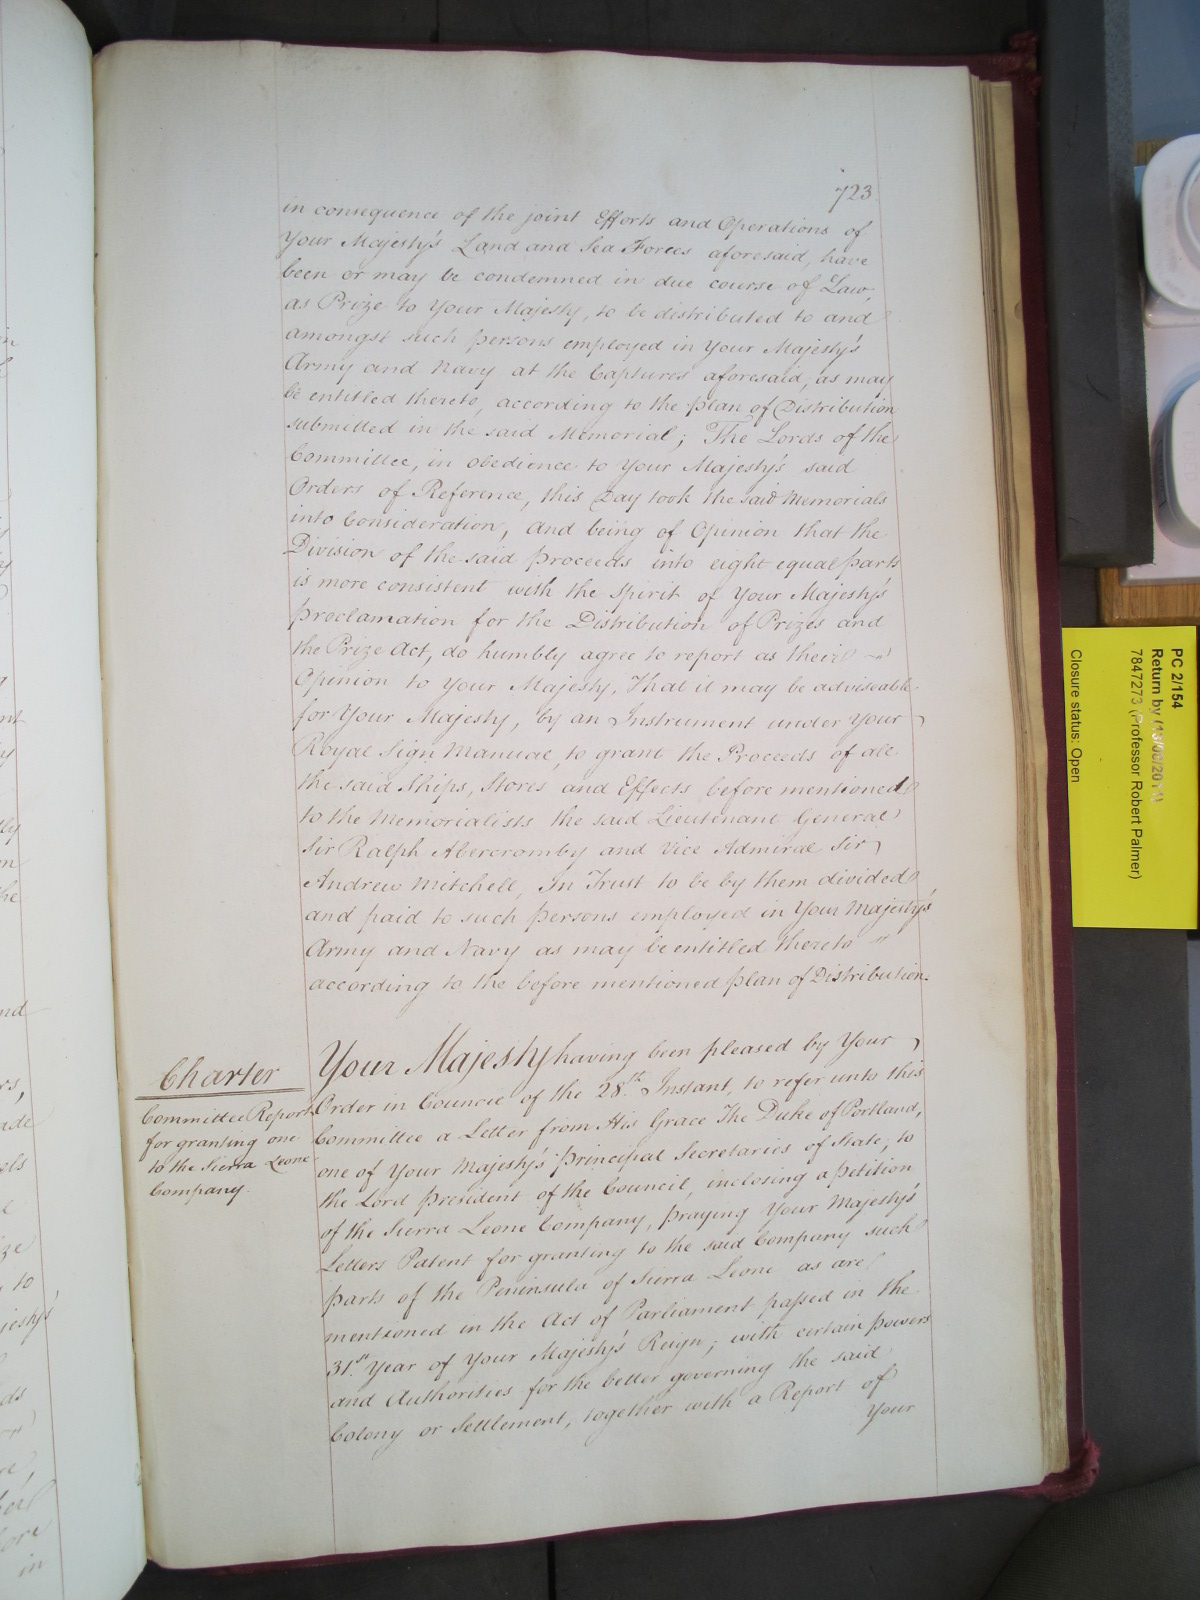 723
in consequence of the joint Efforts and Operations of
Your Majesty's Land and Sea Forces aforesaid, have
been or may be condemned in due course of Law,
as Prize to Your Majesty, to be distributed to and
amongst such persons employed in Your Majesty's
Army and Navy at the Captures aforesaid, as may
be entitled thereto, according to the plan of Distribution
submitted in the said Memorial; The Lords of the
Committee, in obedience to Your Majesty's said
Orders of Reference, this Day took the said Memorials
into Consideration, and being of Opinion that the
Division of the said proceeds into eight equal parts
is more consistent with the Spirit of Your Majesty's
proclamation for the Distribution of Prizes and
the Prize Act, do humbly agree to report as their
Opinion to Your Majesty, That it may be adviseable
for Your Majesty, by an Instrument under Your
Royal Sign Manual, to grant the Proceeds of all
the said Ships, Stores and Effects before mentioned
to the Memorialists the said Lieutenant General
Sir Ralph Abercromby and Vice Admiral Sir
Andrew Mitchell, In Trust to be by them divided
and paid to such persons employed in Your Majesty's
Army and Navy as may be entitled thereto
according to the before mentioned plan of Distribution.
Charter
Committee Report
for granting one
to the Sierra Leone
Company.
Your Majesty having been pleased by Your
Order in Council of the 28th. Instant, to refer unto this
Committee a Letter from His Grace The Duke of Portland,
one of Your Majesty's principal Secretaries of State, to
the Lord President of the Council, inclosing a petition
of the Sierra Leone Company, praying Your Majesty's
Letters Patent for granting to the said Company such
parts of the Peninsula of Sierra Leone as are
mentioned in the Act of Parliament passed in the
31st. Year of Your Majesty's Reign; with certain powers
and Authorities for the better governing the said
Colony or Settlement, together with a Report of
Your
PC 2/154
Return by (13/08/2011)
7847273 (Professor Robert Palmer)
Closure status: Open